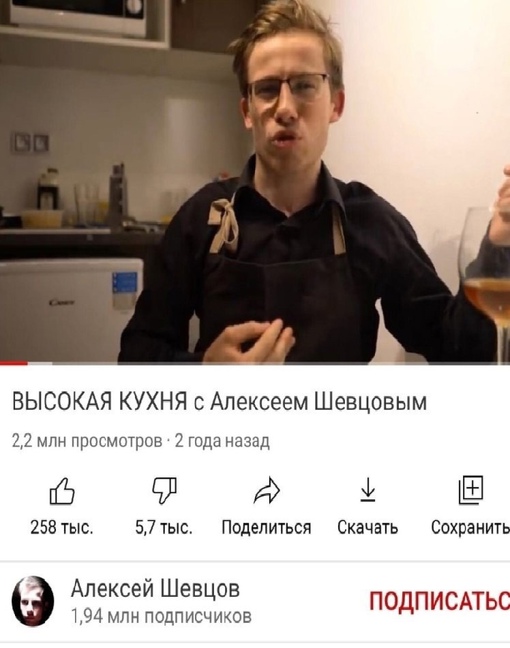 Candy
ВЫСОКАЯ КУХНЯ с Алексеем Шевцовым
2,2 млн просмотров · 2 года назад
258 тыс. 5,7 тыс. Поделиться Скачать Сохранить
Алексей Шевцов
1,94 млн подписчиков
ПОДПИСАТЬС